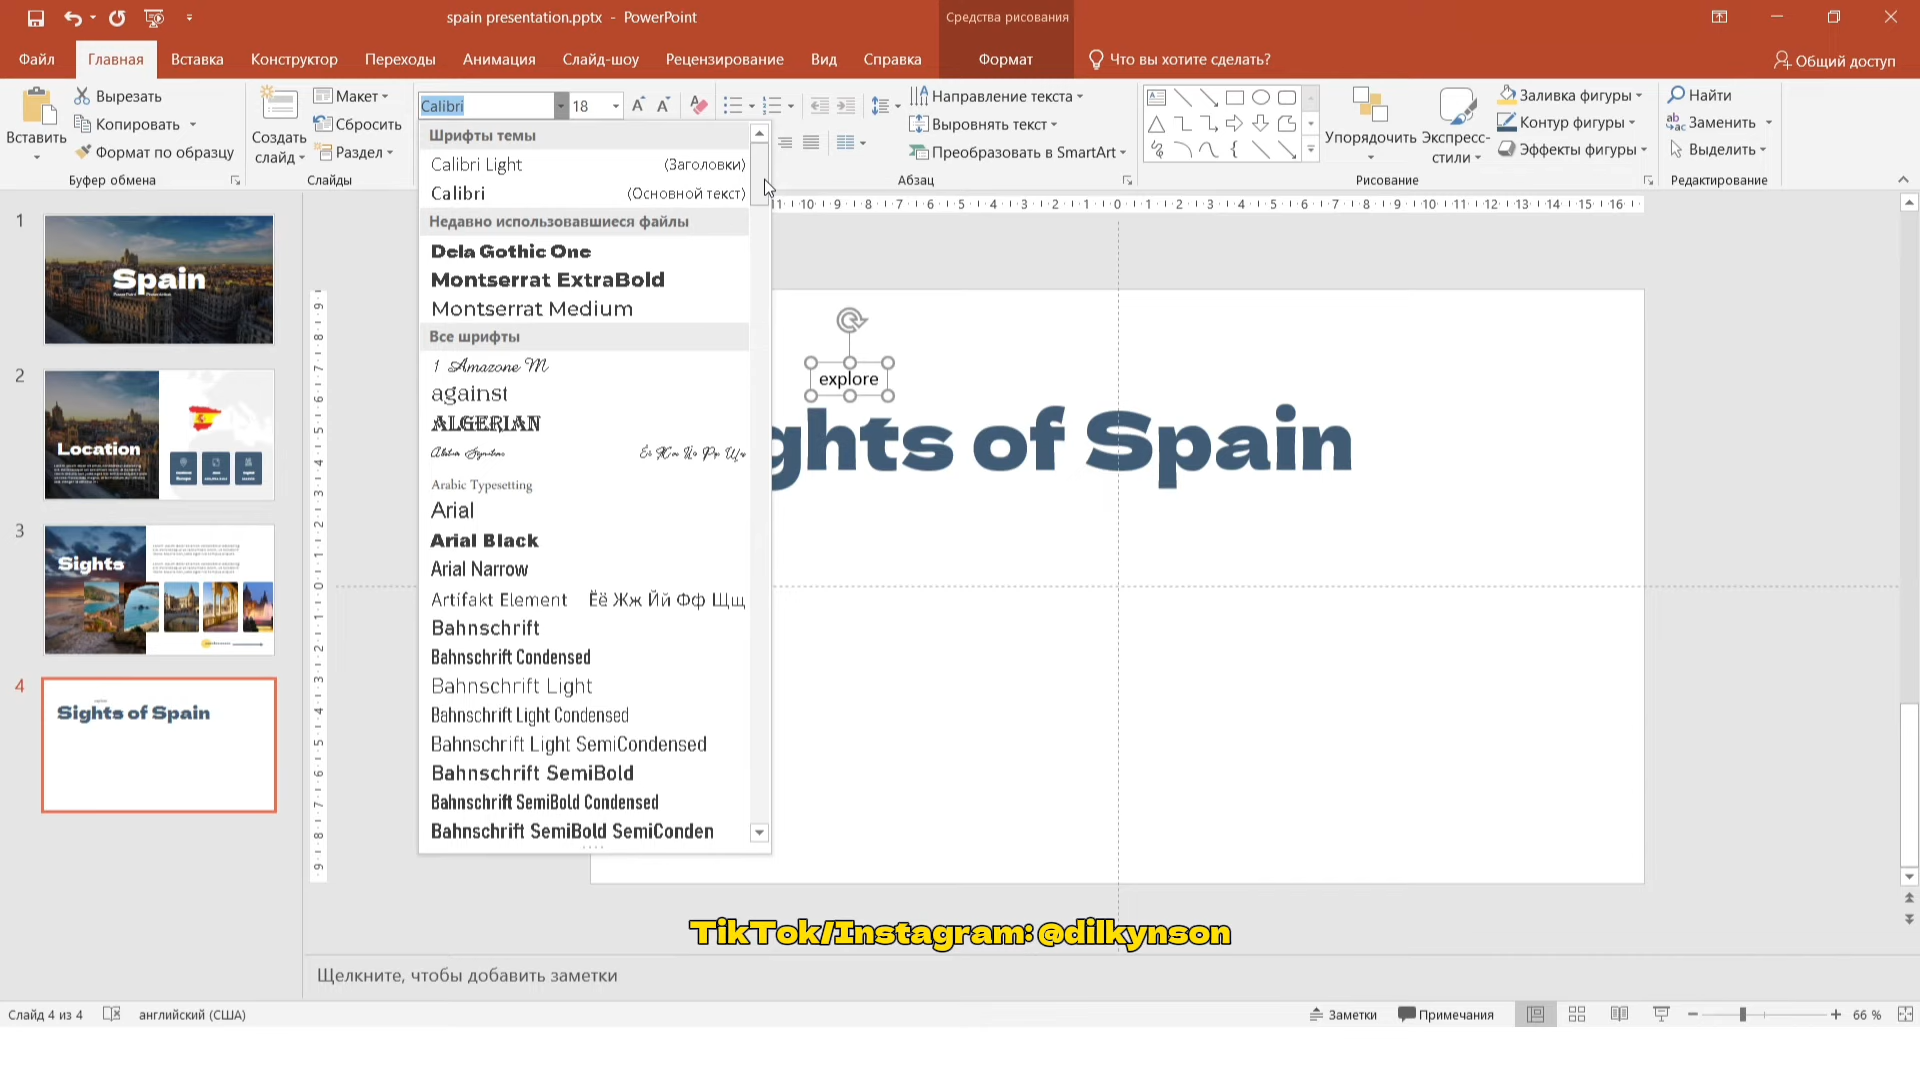 spain presentation.pptx - PowerPoint
Средства рисования
Файл Главная Вставка Конструктор Переходы Анимация Слайд-шоу Рецензирование Вид Справка Формат Что вы хотите сделать? Общий доступ
Вставить
Вырезать
Копировать
Формат по образцу
Буфер обмена
Создать слайд
Макет
Сбросить
Раздел
Слайды
Calibri 18
Направление текста
Выровнять текст
Преобразовать в SmartArt
Абзац
Упорядочить
Экспресс-стили
Заливка фигуры
Контур фигуры
Эффекты фигуры
Рисование
Найти
Заменить
Выделить
Редактирование
Шрифты темы
Calibri Light (Заголовки)
Calibri (Основной текст)
Недавно использовавшиеся файлы
Dela Gothic One
Montserrat ExtraBold
Montserrat Medium
Все шрифты
1 Amazone M
against
ALGERIAN
Arabic Typesetting
Arial
Arial Black
Arial Narrow
Artifakt Element Ёё Жж Йй Фф Щщ
Bahnschrift
Bahnschrift Condensed
Bahnschrift Light
Bahnschrift Light Condensed
Bahnschrift Light SemiCondensed
Bahnschrift SemiBold
Bahnschrift SemiBold Condensed
Bahnschrift SemiBold SemiConden
1
Spain
2
Location
3
Sights
4
Sights of Spain
explore
ghts of Spain
TikTok/Instagram: @dilkynson
Щелкните, чтобы добавить заметки
Слайд 4 из 4 английский (США) Заметки Примечания 66 %